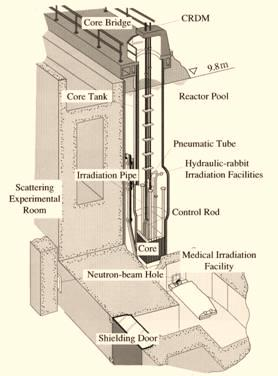 Core Bridge
CRDM
9.8m
Core Tank
Reactor Pool
Pneumatic Tube
Hydraulic-rabbit
Irradiation Facilities
Irradiation Pipe
Scattering
Experimental
Room
Control Rod
Core
Medical Irradiation
Facility
Neutron-beam Hole
Shielding Door